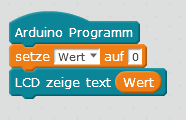 Arduino Programm
setze Wert auf 0
LCD zeige text Wert